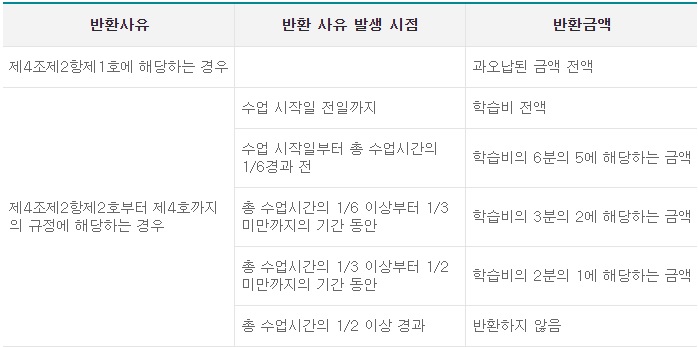 반환사유
반환 사유 발생 시점
반환금액
제4조제2항제1호에 해당하는 경우
과오납된 금액 전액
제4조제2항제2호부터 제4호까지
의 규정에 해당하는 경우
수업 시작일 전일까지
학습비 전액
수업 시작일부터 총 수업시간의
1/6경과 전
학습비의 6분의 5에 해당하는 금액
총 수업시간의 1/6 이상부터 1/3
미만까지의 기간 동안
학습비의 3분의 2에 해당하는 금액
총 수업시간의 1/3 이상부터 1/2
미만까지의 기간 동안
학습비의 2분의 1에 해당하는 금액
총 수업시간의 1/2 이상 경과
반환하지 않음